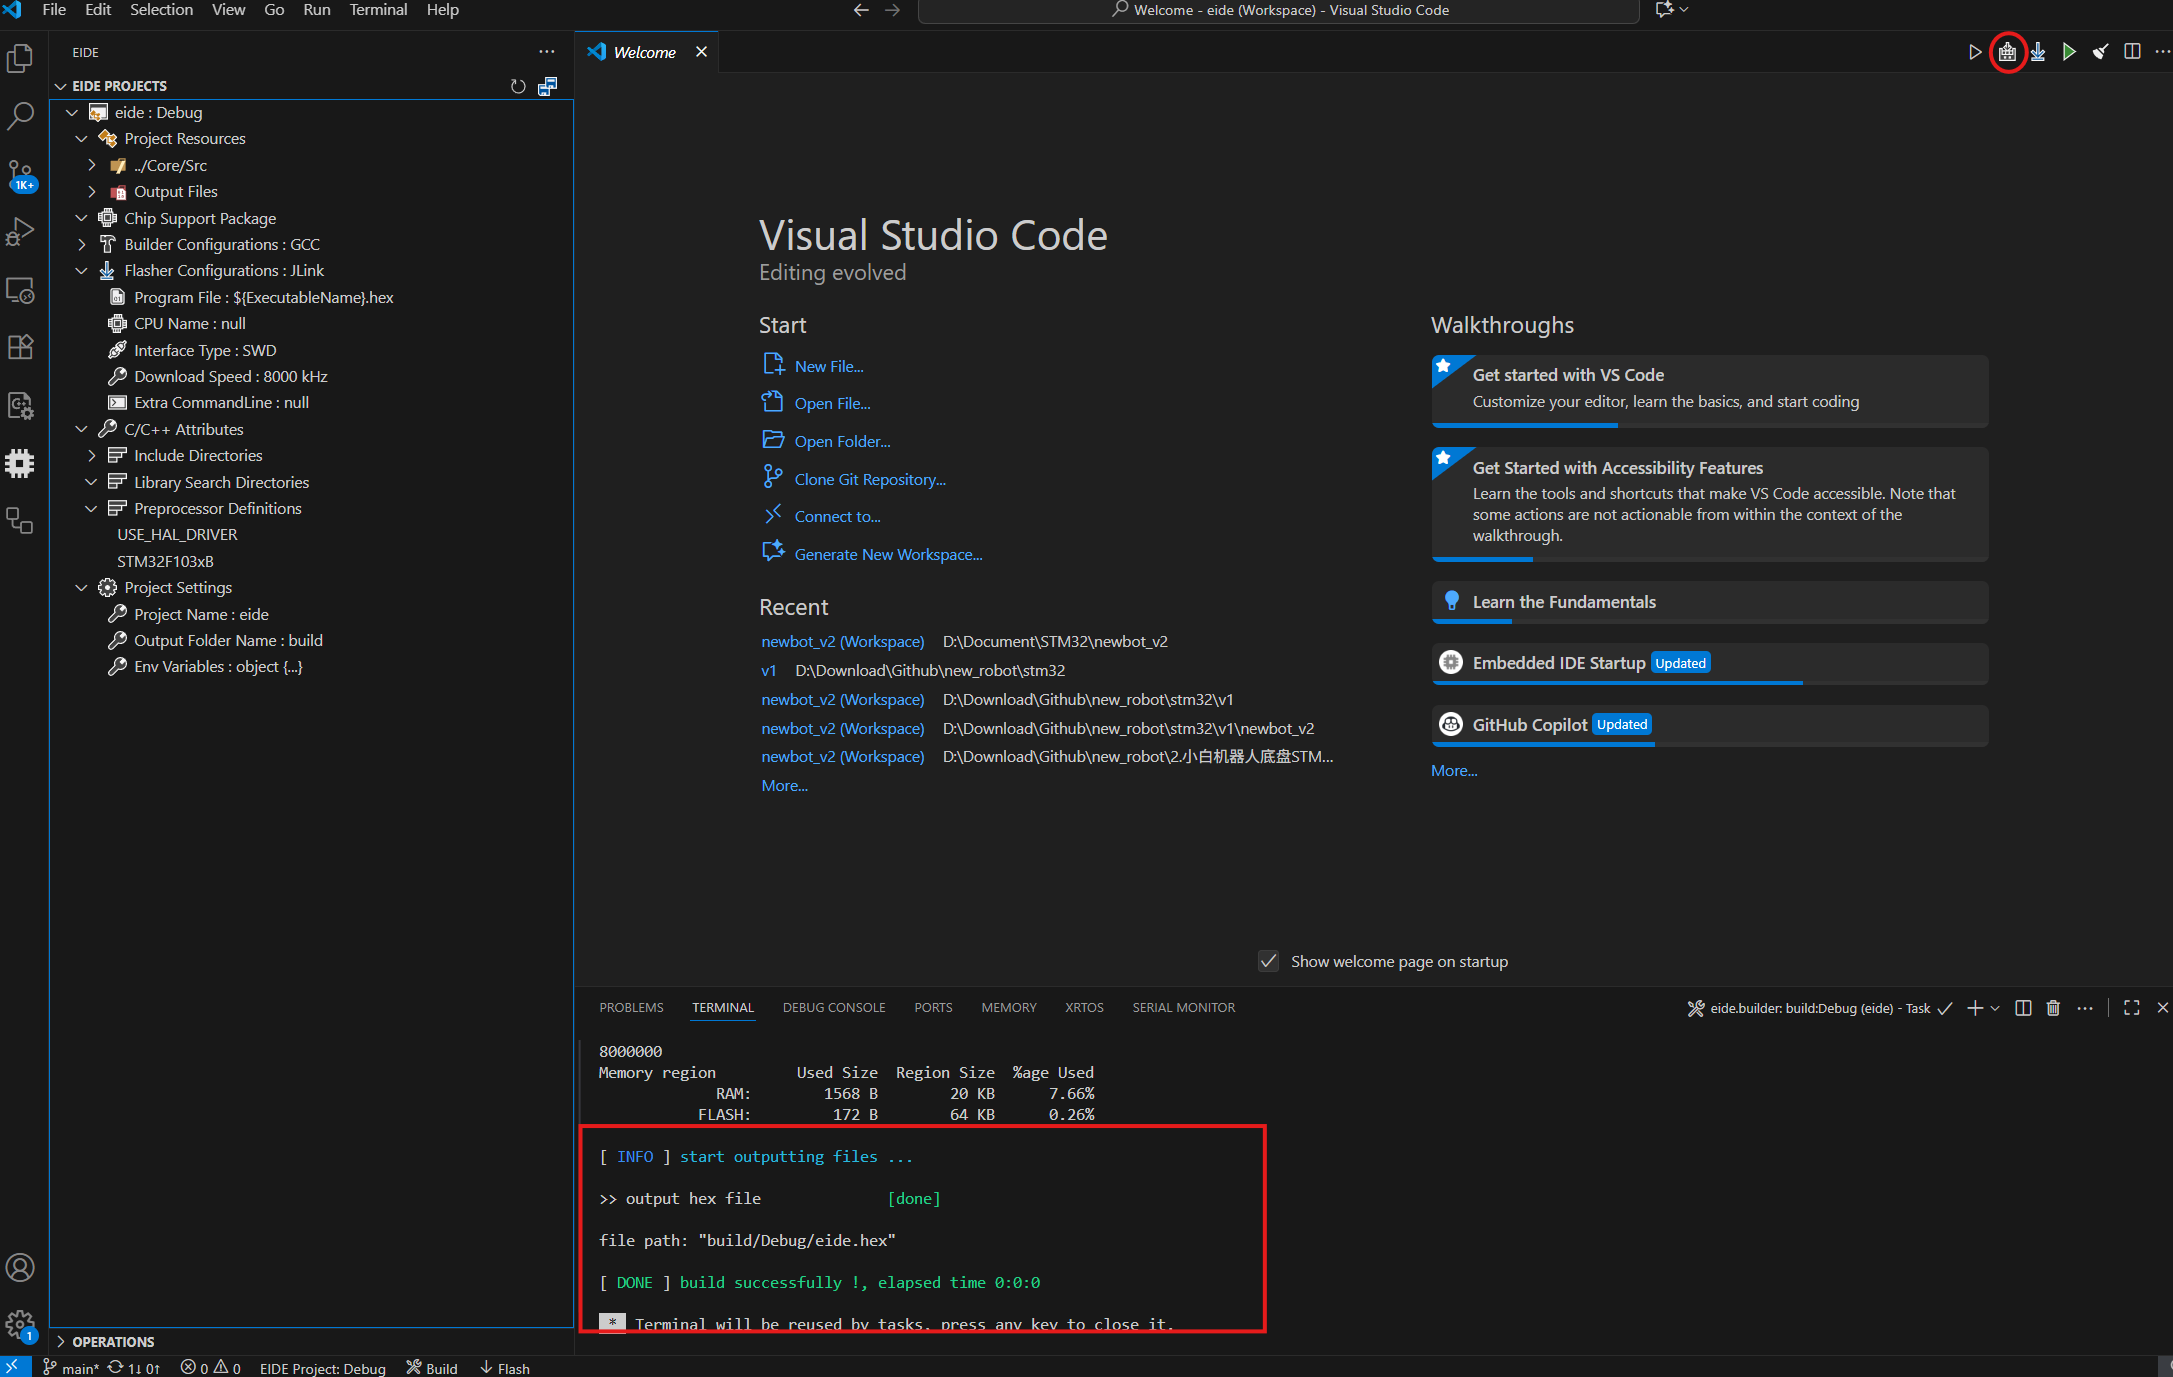 File Edit Selection View Go Run Terminal Help
Welcome - eide (Workspace) - Visual Studio Code
EIDE
EIDE PROJECTS
eide : Debug
Project Resources
../Core/Src
Output Files
Chip Support Package
Builder Configurations : GCC
Flasher Configurations : JLink
Program File : ${ExecutableName}.hex
CPU Name : null
Interface Type : SWD
Download Speed : 8000 kHz
Extra CommandLine : null
C/C++ Attributes
Include Directories
Library Search Directories
Preprocessor Definitions
USE_HAL_DRIVER
STM32F103xB
Project Settings
Project Name : eide
Output Folder Name : build
Env Variables : object {...}
OPERATIONS
1K+
1
Welcome
Visual Studio Code
Editing evolved
Start
New File...
Open File...
Open Folder...
Clone Git Repository...
Connect to...
Generate New Workspace...
Recent
newbot_v2 (Workspace) D:\Document\STM32\newbot_v2
v1 D:\Download\Github\new_robot\stm32
newbot_v2 (Workspace) D:\Download\Github\new_robot\stm32\v1
newbot_v2 (Workspace) D:\Download\Github\new_robot\stm32\v1\newbot_v2
newbot_v2 (Workspace) D:\Download\Github\new_robot\2.小白机器人底盘STM...
More...
Walkthroughs
Get started with VS Code
Customize your editor, learn the basics, and start coding
Get Started with Accessibility Features
Learn the tools and shortcuts that make VS Code accessible. Note that
some actions are not actionable from within the context of the
walkthrough.
Learn the Fundamentals
Embedded IDE Startup Updated
GitHub Copilot Updated
More...
Show welcome page on startup
PROBLEMS TERMINAL DEBUG CONSOLE PORTS MEMORY XRTOS SERIAL MONITOR
eide.builder: build:Debug (eide) - Task
8000000
Memory region Used Size Region Size %age Used
RAM: 1568 B 20 KB 7.66%
FLASH: 172 B 64 KB 0.26%
[ INFO ] start outputting files ...
>> output hex file [done]
file path: "build/Debug/eide.hex"
[ DONE ] build successfully !, elapsed time 0:0:0
* Terminal will be reused by tasks, press any key to close it.
main* 1↓ 0↑ 0 0 EIDE Project: Debug Build Flash